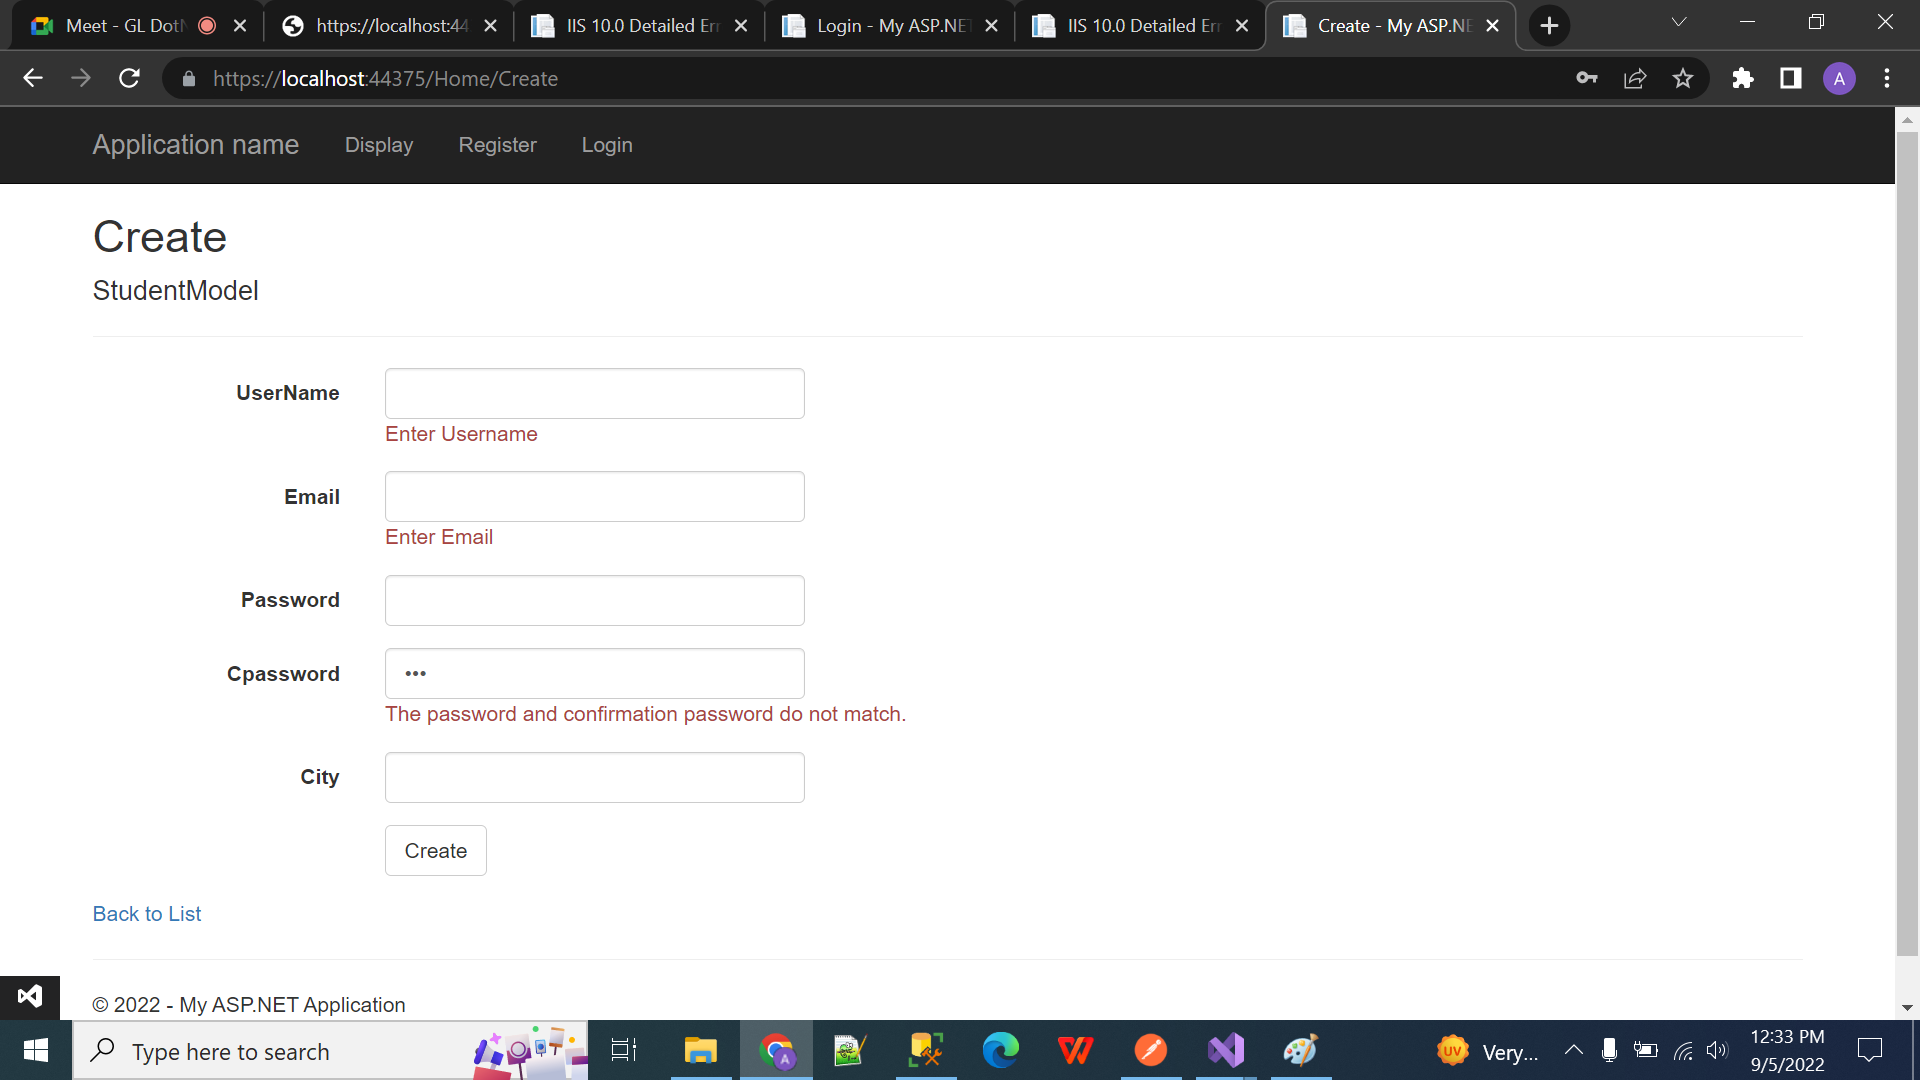 Meet - GL Dot
https://localhost:44
IIS 10.0 Detailed Err
Login - My ASP.NET
IIS 10.0 Detailed Err
Create - My ASP.NE
https://localhost:44375/Home/Create
A
Application name
Display
Register
Login
Create
StudentModel
UserName
Enter Username
Email
Enter Email
Password
Cpassword
•••
The password and confirmation password do not match.
City
Create
Back to List
© 2022 - My ASP.NET Application
Type here to search
A
UV
Very...
12:33 PM
9/5/2022